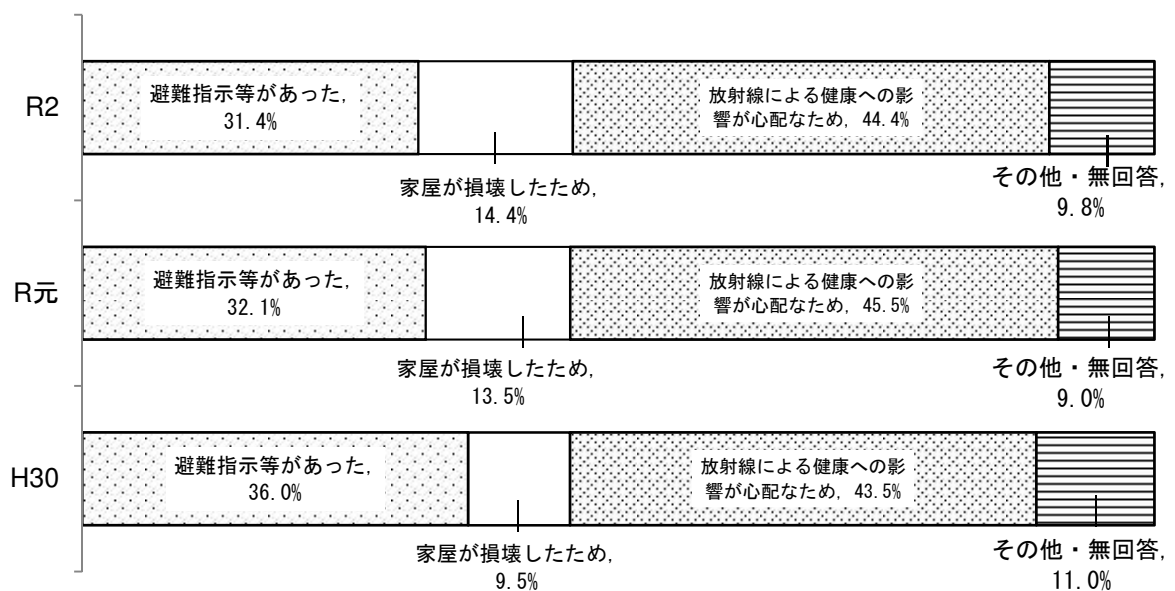 R2
避難指示等があった,
31.4%
家屋が損壊したため,
14.4%
放射線による健康への影
響が心配なため, 44.4%
その他・無回答,
9.8%
R元
避難指示等があった,
32.1%
家屋が損壊したため,
13.5%
放射線による健康への影
響が心配なため, 45.5%
その他・無回答,
9.0%
H30
避難指示等があった,
36.0%
家屋が損壊したため,
9.5%
放射線による健康への影
響が心配なため, 43.5%
その他・無回答,
11.0%